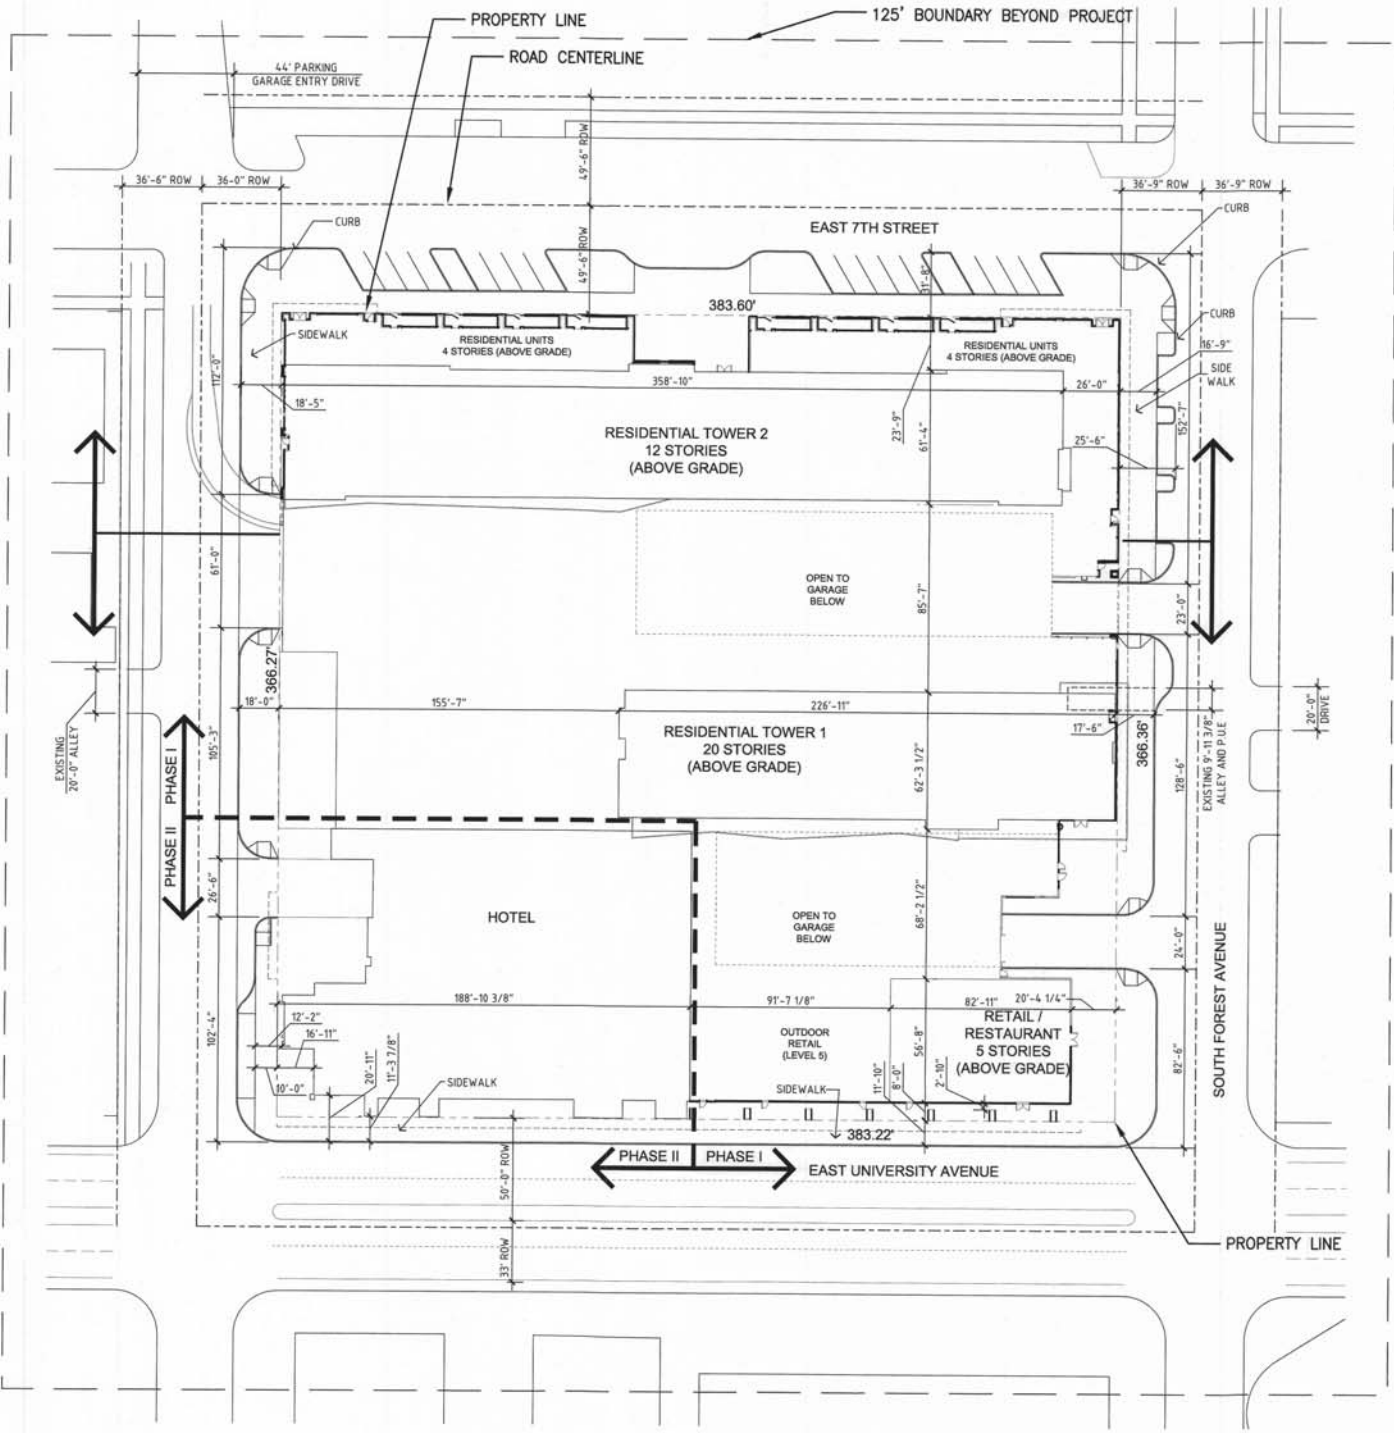 PROPERTY LINE
125' BOUNDARY BEYOND PROJECT
ROAD CENTERLINE
44' PARKING
GARAGE ENTRY DRIVE
49'-6" ROW
36'-6" ROW
36-0" ROW
36'-9" ROW
36'-9" ROW
CURB
EAST 7TH STREET
CURB
49'-6" ROW
31'-8"
383.60'
CURB
SIDEWALK
RESIDENTIAL UNITS
4 STORIES (ABOVE GRADE)
RESIDENTIAL UNITS
4 STORIES (ABOVE GRADE)
16'-9"
SIDE
WALK
112'-0"
358'-10"
26'-0"
18'-5"
23'-9"
61'-4"
152'-7"
RESIDENTIAL TOWER 2
12 STORIES
(ABOVE GRADE)
25'-6"
61'-0"
OPEN TO
GARAGE
BELOW
85'-7"
23'-0"
366.27'
18'-0"
155'-7"
226'-11"
EXISTING
20'-0" ALLEY
PHASE I
PHASE II
105'-3"
RESIDENTIAL TOWER 1
20 STORIES
(ABOVE GRADE)
62'-3 1/2"
17'-6"
366.36'
128'-6"
EXISTING 9'-11 3/8"
ALLEY AND P.U.E
20'-0"
DRIVE
26'-6"
HOTEL
OPEN TO
GARAGE
BELOW
68'-2 1/2"
24'-0"
SOUTH FOREST AVENUE
188'-10 3/8"
91'-7 1/8"
82'-11"
20'-4 1/4"
102'-4"
12'-2"
16'-11"
10'-0"
20'-11"
11'-3 7/8"
SIDEWALK
OUTDOOR
RETAIL
(LEVEL 5)
56'-8"
RETAIL /
RESTAURANT
5 STORIES
(ABOVE GRADE)
82'-6"
SIDEWALK
11'-10"
8'-0"
2'-10"
383.22'
PHASE II
PHASE I
EAST UNIVERSITY AVENUE
50'-0" ROW
33' ROW
PROPERTY LINE